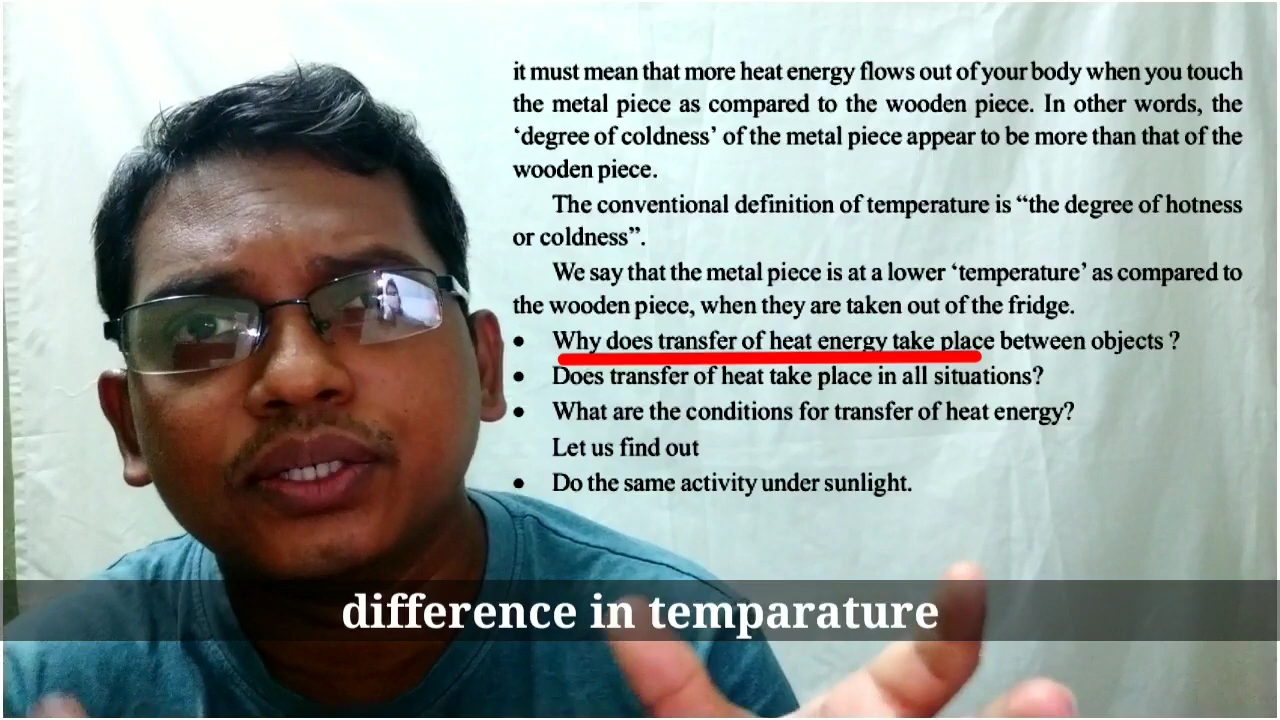 it must mean that more heat energy flows out of your body when you touch
the metal piece as compared to the wooden piece. In other words, the
‘degree of coldness’ of the metal piece appear to be more than that of the
wooden piece.
The conventional definition of temperature is “the degree of hotness
or coldness”.
We say that the metal piece is at a lower ‘temperature’ as compared to
the wooden piece, when they are taken out of the fridge.
• Why does transfer of heat energy take place between objects ?
• Does transfer of heat take place in all situations?
• What are the conditions for transfer of heat energy?
Let us find out
• Do the same activity under sunlight.
difference in temparature